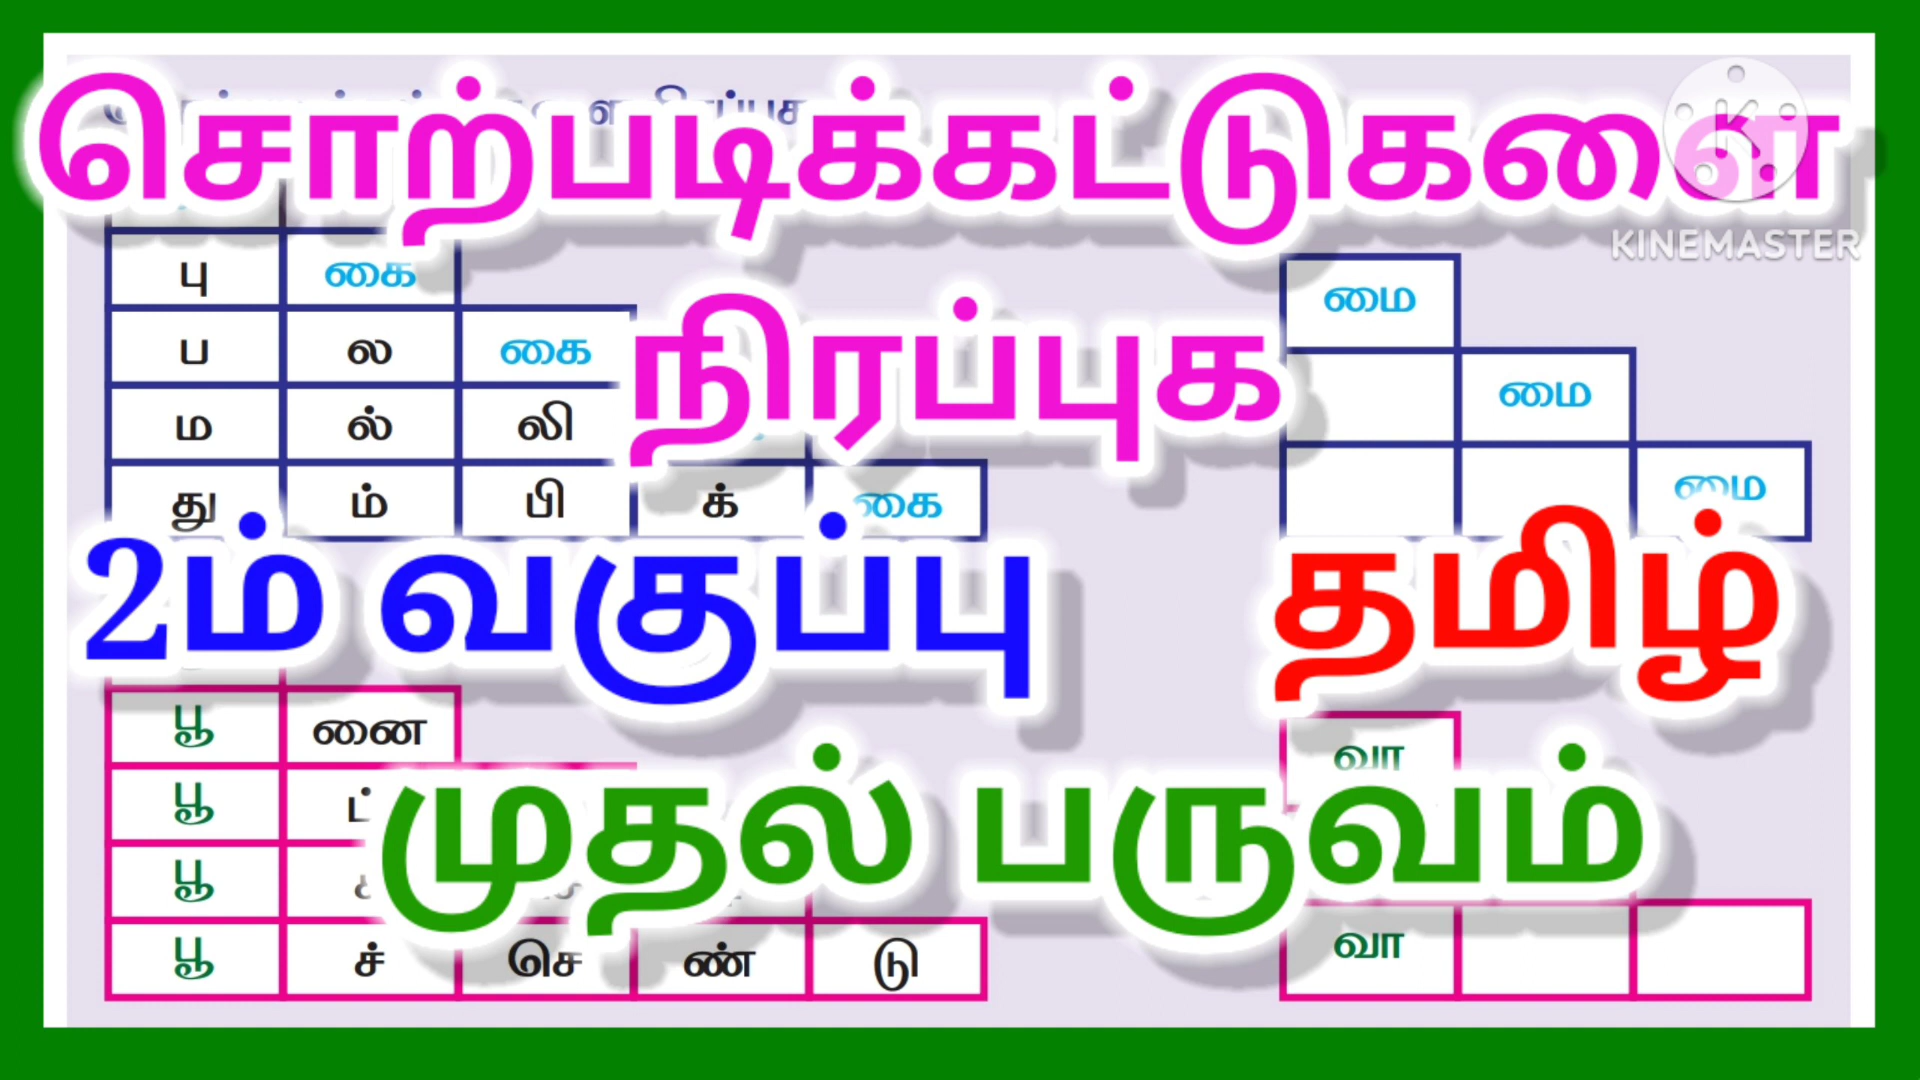 சொற்படிக்கட்டுகளை
KINEMASTER
பு கை
மை
நிரப்புக
ப ல கை
மை
ம ல் லி
மை
து ம் பி க் கை
2ம் வகுப்பு தமிழ்
பூ னை
வா
முதல் பருவம்
பூ ட்
பூ
பூ ச் செ ண் டு
வா